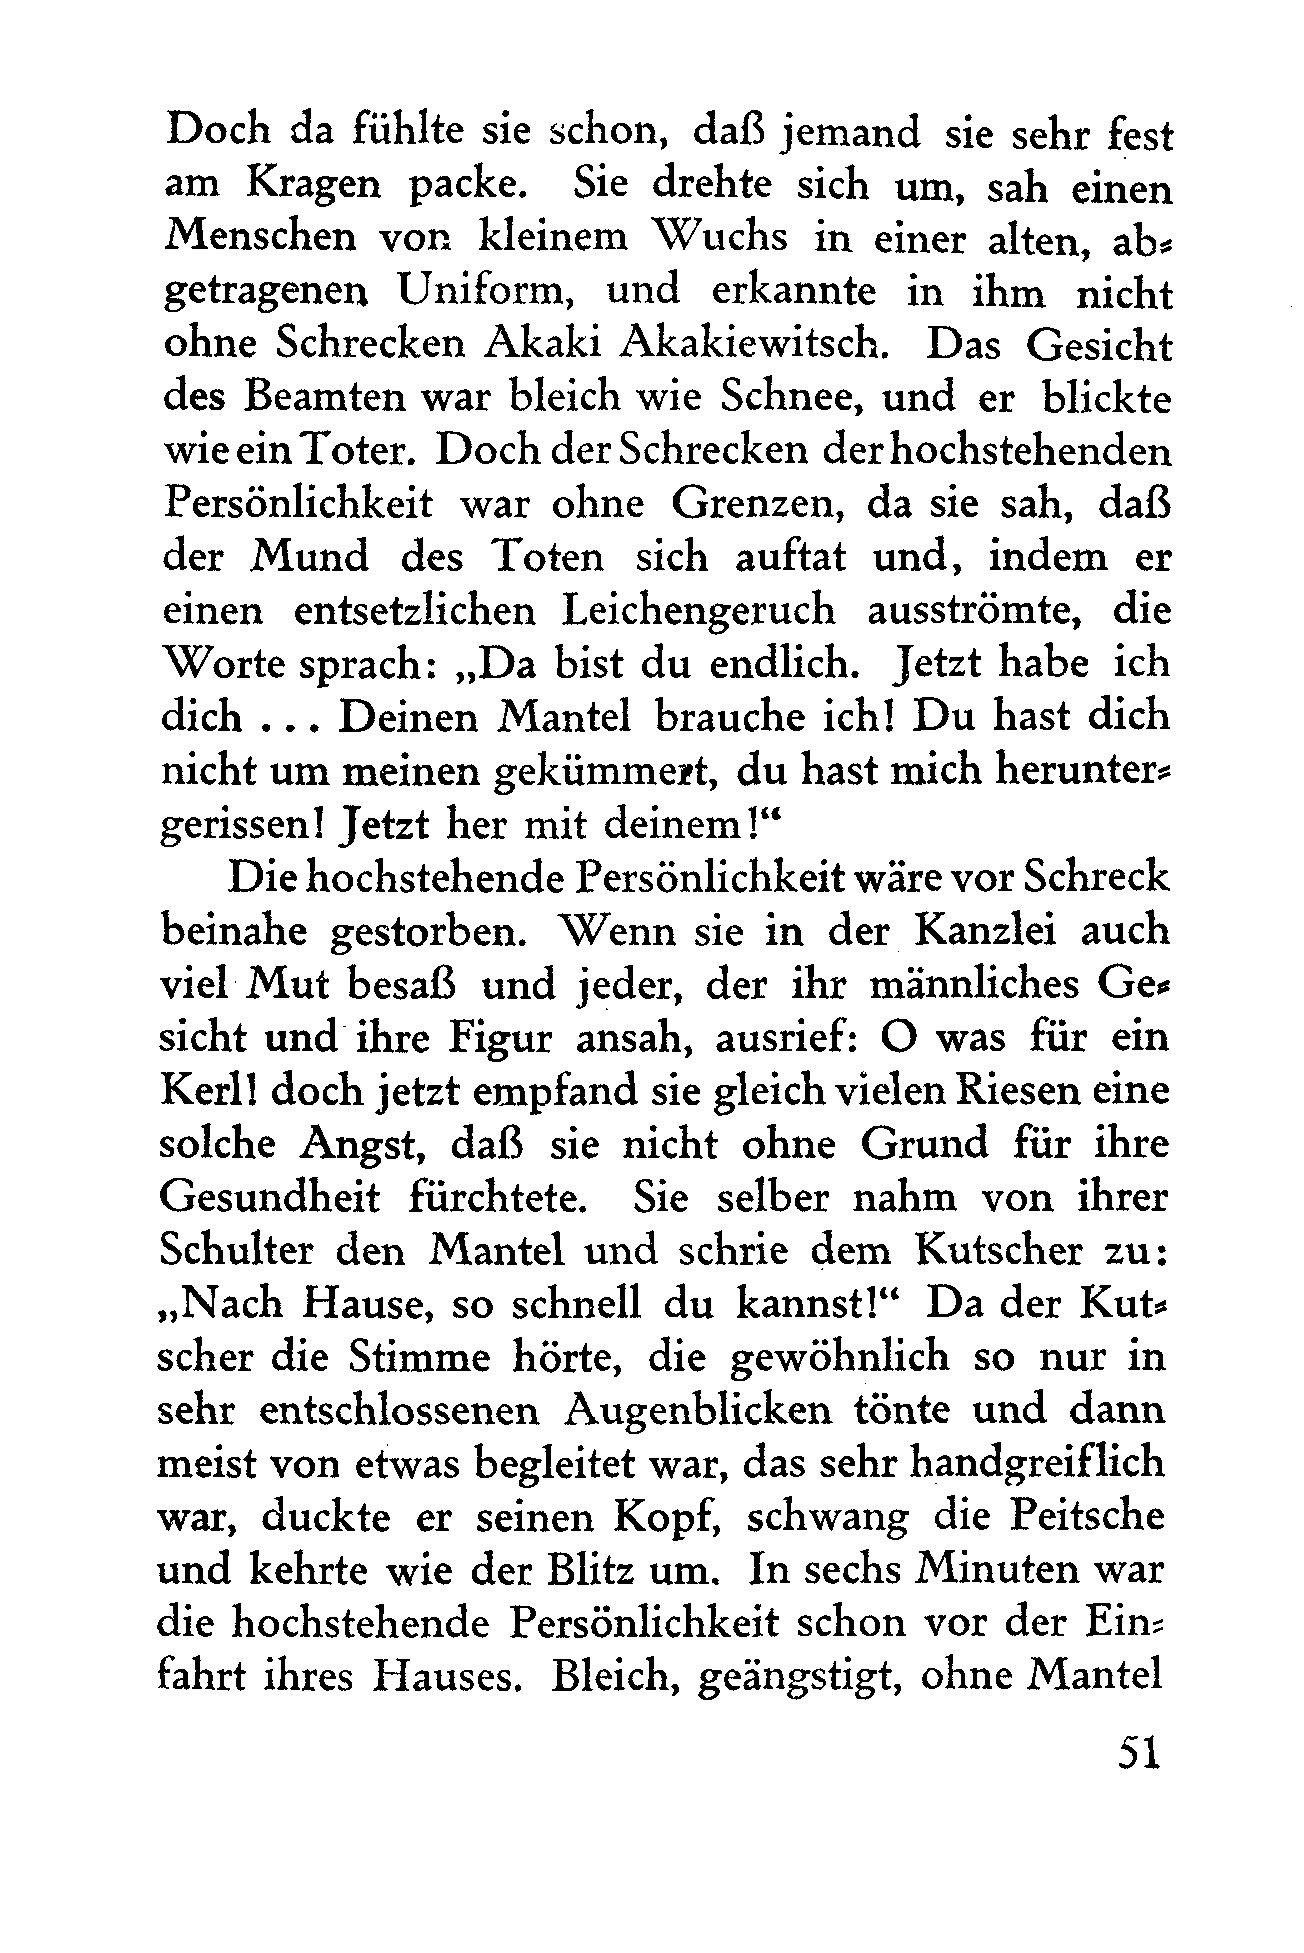 Doch da fühlte sie schon, daß jemand sie sehr fest
am Kragen packe. Sie drehte sich um, sah einen
Menschen von kleinem Wuchs in einer alten, ab-
getragenen Uniform, und erkannte in ihm nicht
ohne Schrecken Akaki Akakiewitsch. Das Gesicht
des Beamten war bleich wie Schnee, und er blickte
wie ein Toter. Doch der Schrecken der hochstehenden
Persönlichkeit war ohne Grenzen, da sie sah, daß
der Mund des Toten sich auftat und, indem er
einen entsetzlichen Leichengeruch ausströmte, die
Worte sprach: „Da bist du endlich. Jetzt habe ich
dich ... Deinen Mantel brauche ich! Du hast dich
nicht um meinen gekümmert, du hast mich herunter-
gerissen! Jetzt her mit deinem!“
Die hochstehende Persönlichkeit wäre vor Schreck
beinahe gestorben. Wenn sie in der Kanzlei auch
viel Mut besaß und jeder, der ihr männliches Ge-
sicht und ihre Figur ansah, ausrief: O was für ein
Kerl! doch jetzt empfand sie gleich vielen Riesen eine
solche Angst, daß sie nicht ohne Grund für ihre
Gesundheit fürchtete. Sie selber nahm von ihrer
Schulter den Mantel und schrie dem Kutscher zu:
„Nach Hause, so schnell du kannst!“ Da der Kut-
scher die Stimme hörte, die gewöhnlich so nur in
sehr entschlossenen Augenblicken tönte und dann
meist von etwas begleitet war, das sehr handgreiflich
war, duckte er seinen Kopf, schwang die Peitsche
und kehrte wie der Blitz um. In sechs Minuten war
die hochstehende Persönlichkeit schon vor der Ein-
fahrt ihres Hauses. Bleich, geängstigt, ohne Mantel
51